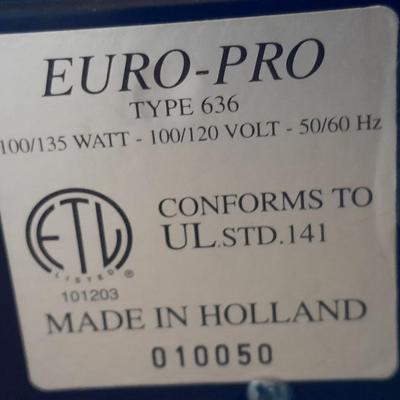 EURO-PRO
TYPE 636
100/135 WATT - 100/120 VOLT - 50/60 Hz
ETL
LISTED ®
101203
CONFORMS TO
UL.STD.141
MADE IN HOLLAND
010050